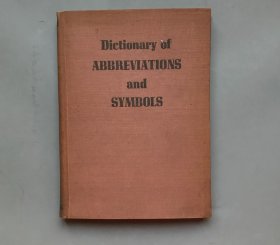 Dictionary of
ABBREVIATIONS
and
SYMBOLS